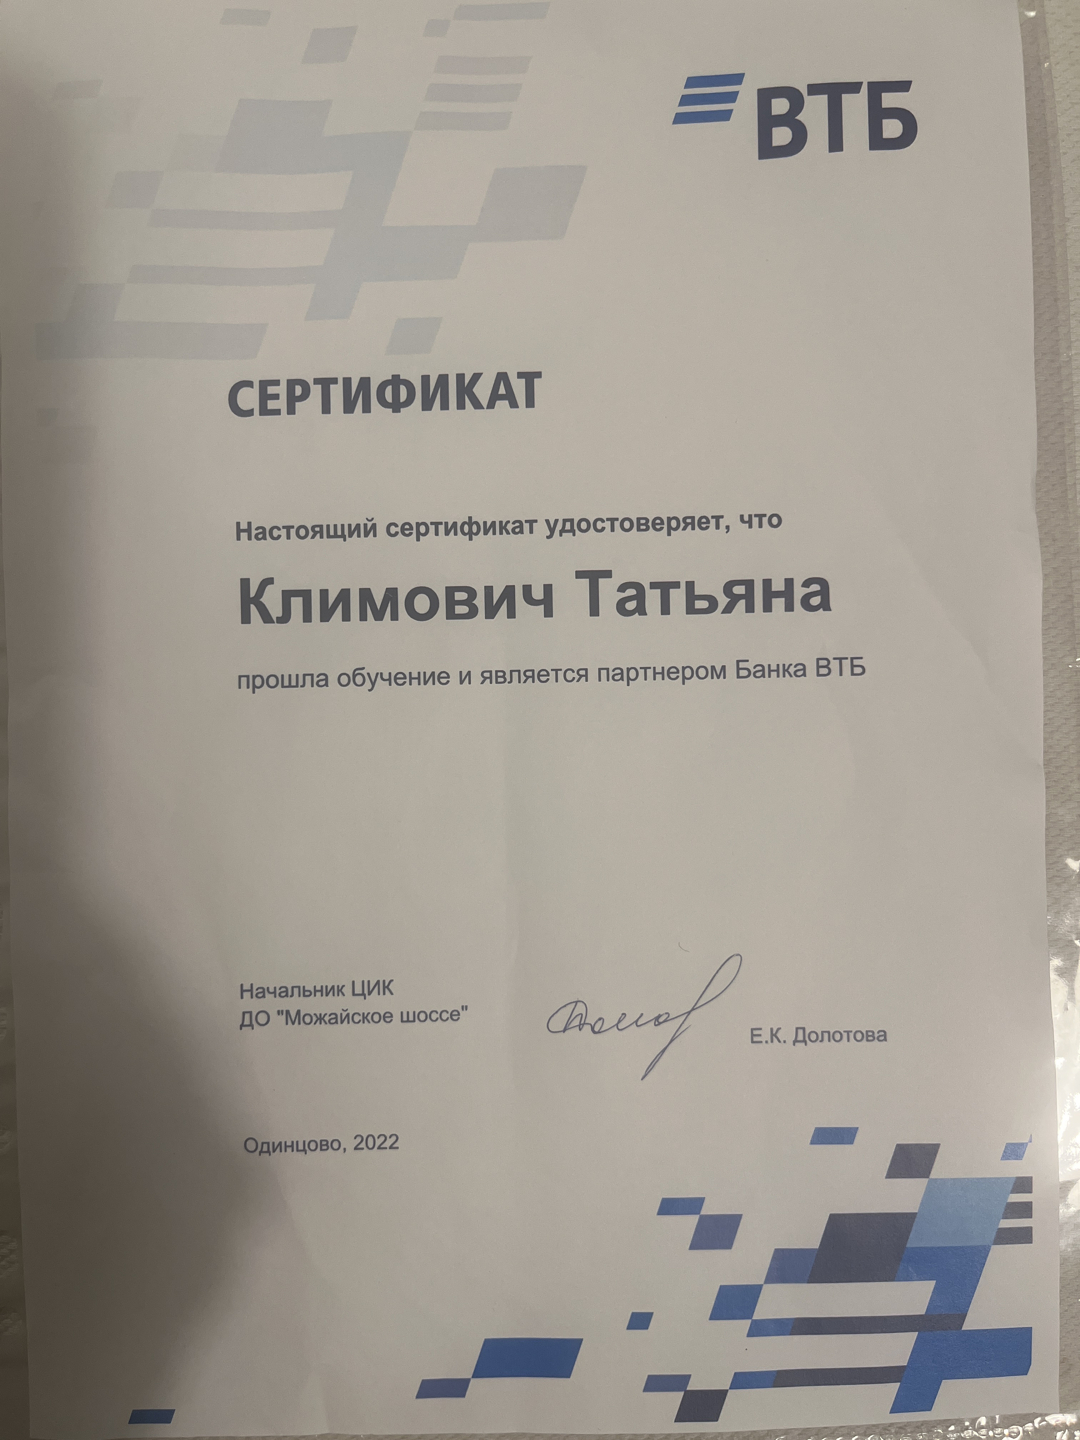 ВТБ
СЕРТИФИКАТ
Настоящий сертификат удостоверяет, что
Климович Татьяна
прошла обучение и является партнером Банка ВТБ
Начальник ЦИК
ДО "Можайское шоссе"
Е.К. Долотова
Одинцово, 2022